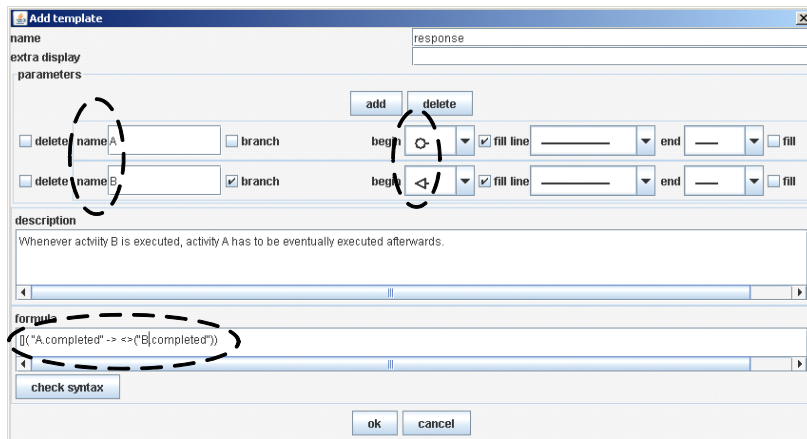 Add template
name response
extra display
parameters
add delete
delete name A branch begin fill line end fill
delete name B branch begin fill line end fill
description
Whenever actviity B is executed, activity A has to be eventually executed afterwards.
formula
[]( "A.completed" -> <>("B.completed"))
check syntax
ok cancel